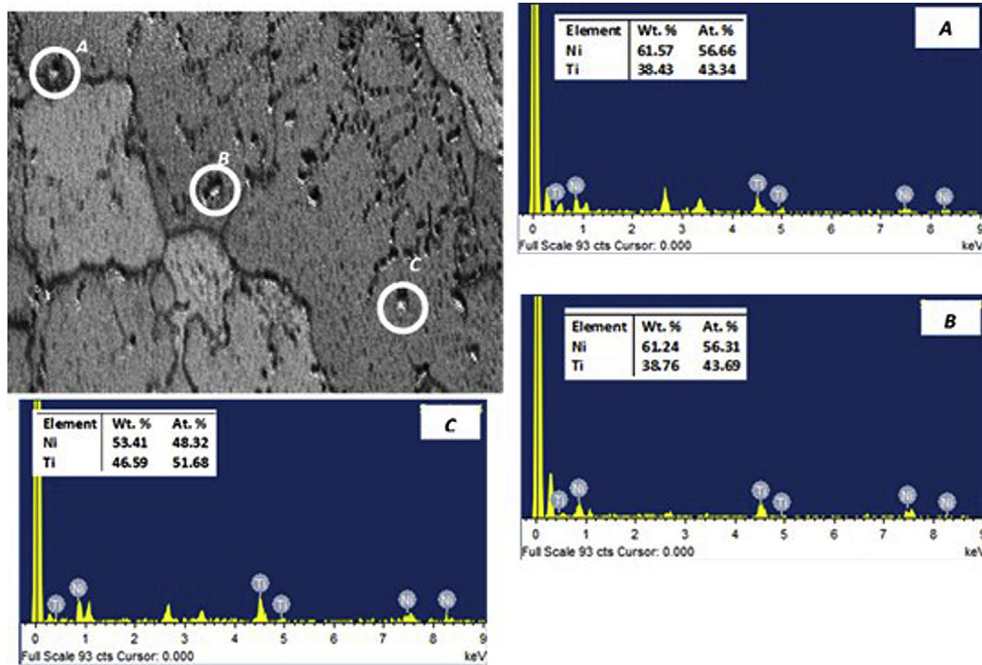 A
B
C
A
Element Wt. % At. %
Ni 61.57 56.66
Ti 38.43 43.34
Ti Ni Ti Ti Ni Ni
0 1 2 3 4 5 6 7 8 9
Full Scale 93 cts Cursor: 0.000 keV
B
Element Wt. % At. %
Ni 61.24 56.31
Ti 38.76 43.69
Ti Ni Ti Ti Ni Ni
0 1 2 3 4 5 6 7 8 9
Full Scale 93 cts Cursor: 0.000 keV
C
Element Wt. % At. %
Ni 53.41 48.32
Ti 46.59 51.68
Ti Ni Ti Ti Ni Ni
0 1 2 3 4 5 6 7 8 9
Full Scale 93 cts Cursor: 0.000 keV